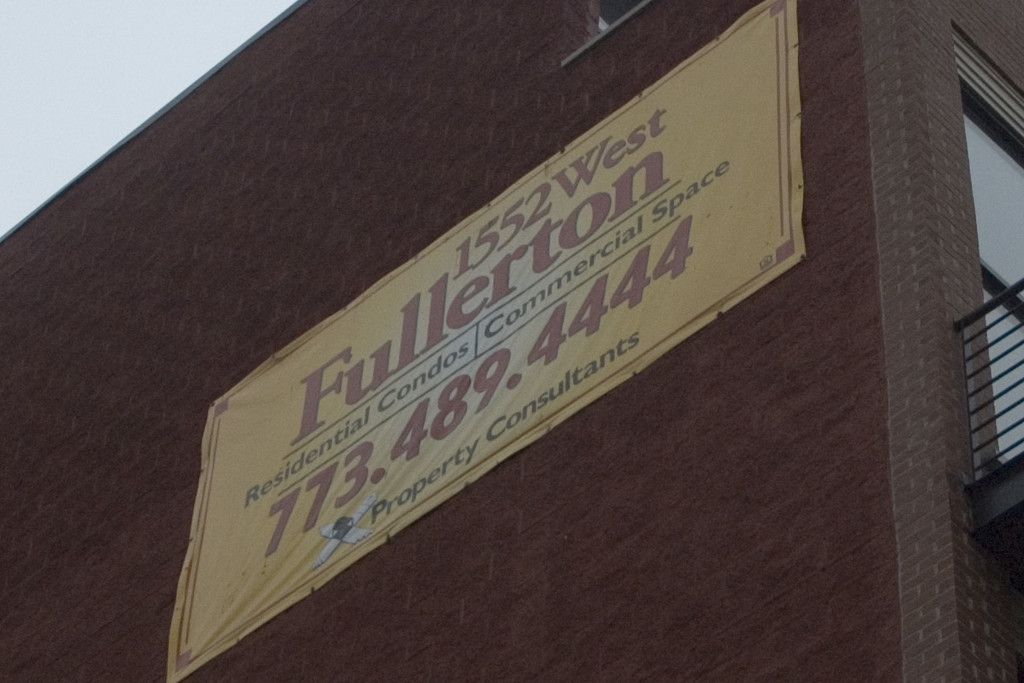 1552 West
Fullerton
Residential Condos | Commercial Space
773.489.4444
Property Consultants